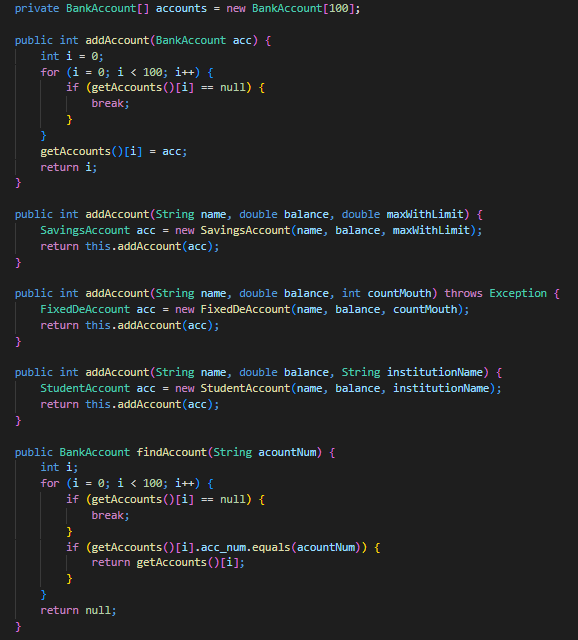 private BankAccount[] accounts = new BankAccount[100];
public int addAccount(BankAccount acc) {
int i = 0;
for (i = 0; i < 100; i++) {
if (getAccounts()[i] == null) {
break;
}
}
getAccounts()[i] = acc;
return i;
}
public int addAccount(String name, double balance, double maxWithLimit) {
SavingsAccount acc = new SavingsAccount(name, balance, maxWithLimit);
return this.addAccount(acc);
}
public int addAccount(String name, double balance, int countMouth) throws Exception {
FixedDeAccount acc = new FixedDeAccount(name, balance, countMouth);
return this.addAccount(acc);
}
public int addAccount(String name, double balance, String institutionName) {
StudentAccount acc = new StudentAccount(name, balance, institutionName);
return this.addAccount(acc);
}
public BankAccount findAccount(String acountNum) {
int i;
for (i = 0; i < 100; i++) {
if (getAccounts()[i] == null) {
break;
}
if (getAccounts()[i].acc_num.equals(acountNum)) {
return getAccounts()[i];
}
}
return null;
}